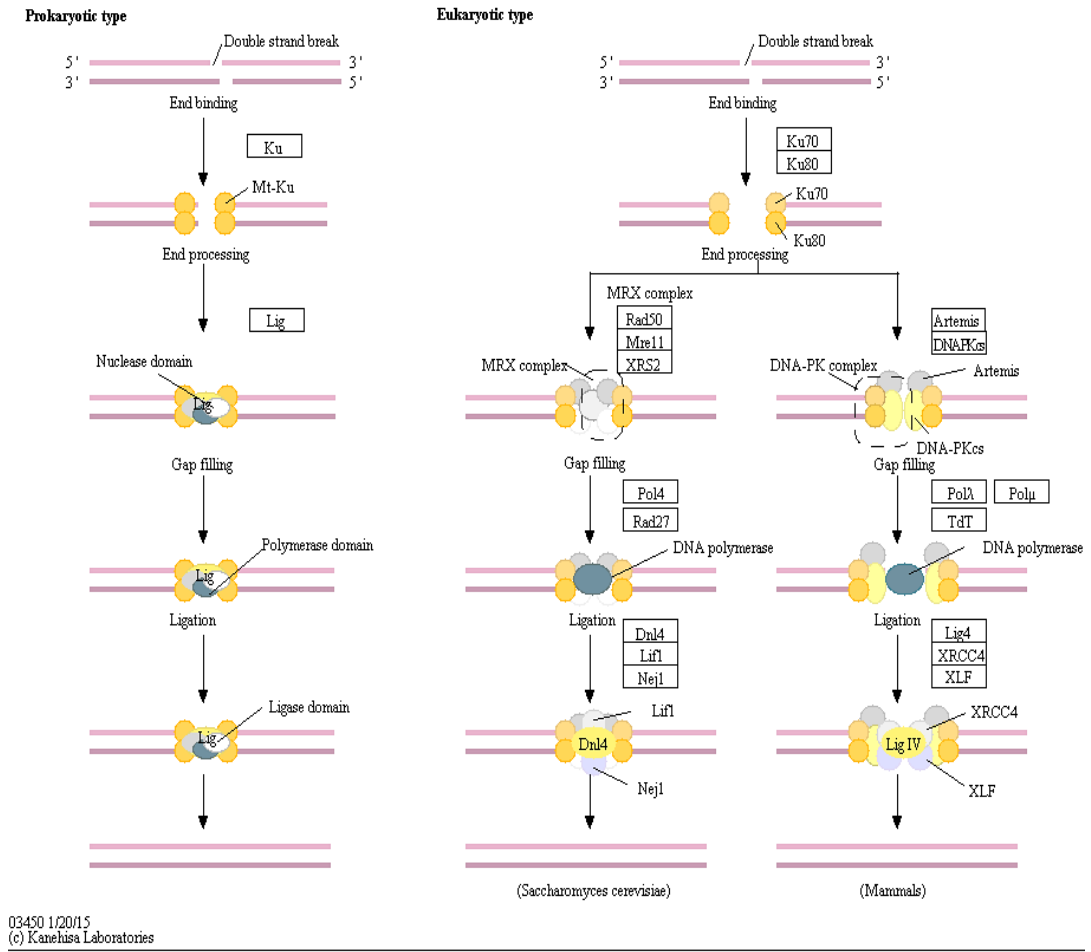 Prokaryotic type
Eukaryotic type
Double strand break
5'
3'
3'
5'
End binding
Ku
Mt-Ku
End processing
Lig
Nuclease domain
Lig
Gap filling
Polymerase domain
Lig
Ligation
Ligase domain
Lig
Double strand break
5'
3'
3'
5'
End binding
Ku70
Ku80
Ku70
Ku80
End processing
MRX complex
Rad50
Mre11
XRS2
MRX complex
Gap filling
Pol4
Rad27
DNA polymerase
Ligation
Dnl4
Lif1
Nej1
Lif1
Dnl4
Nej1
(Saccharomyces cerevisiae)
Artemis
DNAPKcs
DNA-PK complex
Artemis
DNA-PKcs
Gap filling
Polλ
Polμ
TdT
DNA polymerase
Ligation
Lig4
XRCC4
XLF
XRCC4
Lig IV
XLF
(Mammals)
03450 1/20/15
(c) Kanehisa Laboratories